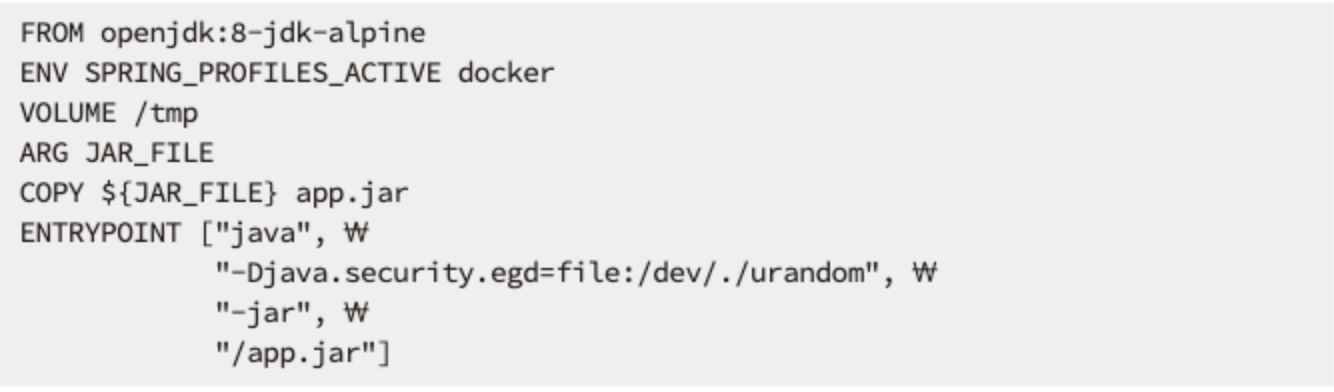 FROM openjdk:8-jdk-alpine
ENV SPRING_PROFILES_ACTIVE docker
VOLUME /tmp
ARG JAR_FILE
COPY ${JAR_FILE} app.jar
ENTRYPOINT ["java", ₩
            "-Djava.security.egd=file:/dev/./urandom", ₩
            "-jar", ₩
            "/app.jar"]